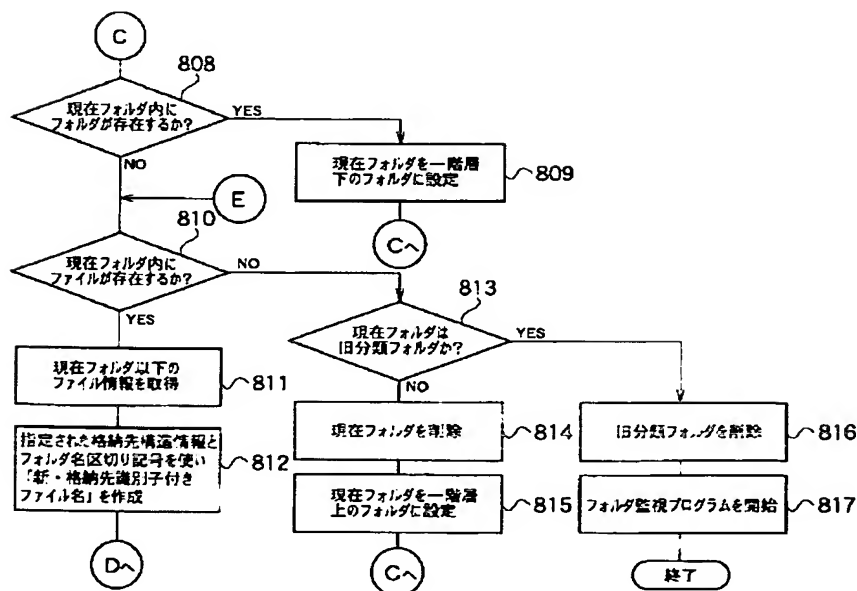 C
808
現在フォルダ内に
フォルダが存在するか?
YES
NO
現在フォルダを一階層
下のフォルダに設定
809
Cへ
E
810
現在フォルダ内に
ファイルが存在するか?
NO
YES
813
現在フォルダは
旧分類フォルダか?
YES
NO
現在フォルダ以下の
ファイル情報を取得
811
指定された格納先構造情報と
フォルダ名区切り記号を使い
「新・格納先識別子付き
ファイル名」を作成
812
Dへ
現在フォルダを削除
814
現在フォルダを一階層
上のフォルダに設定
815
Cへ
旧分類フォルダを削除
816
フォルダ監視プログラムを開始
817
終了